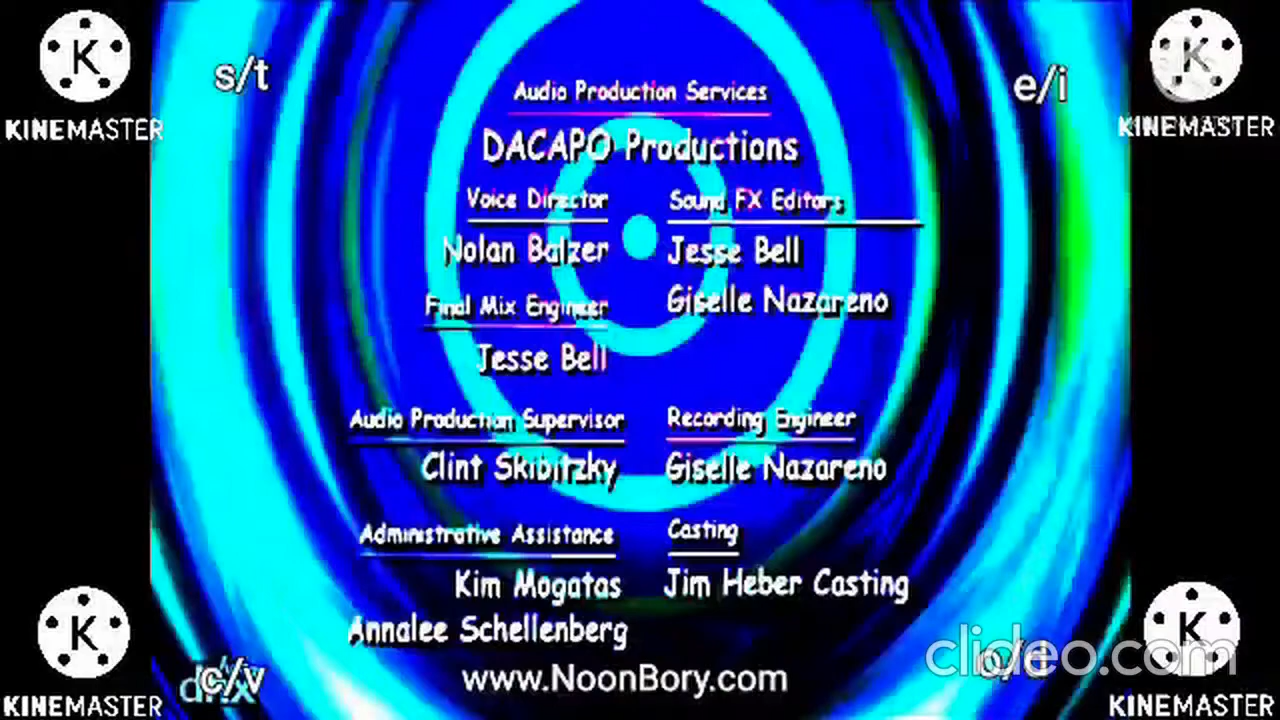 KINEMASTER
s/t
e/i
KINEMASTER
Audio Production Services
DACAPO Productions
Voice Director
Nolan Balzer
Final Mix Engineer
Jesse Bell
Sound FX Editors
Jesse Bell
Giselle Nazareno
Audio Production Supervisor
Clint Skibitzky
Recording Engineer
Giselle Nazareno
Administrative Assistance
Kim Mogatas
Annalee Schellenberg
Casting
Jim Heber Casting
www.NoonBory.com
clideo.com
KINEMASTER
KINEMASTER